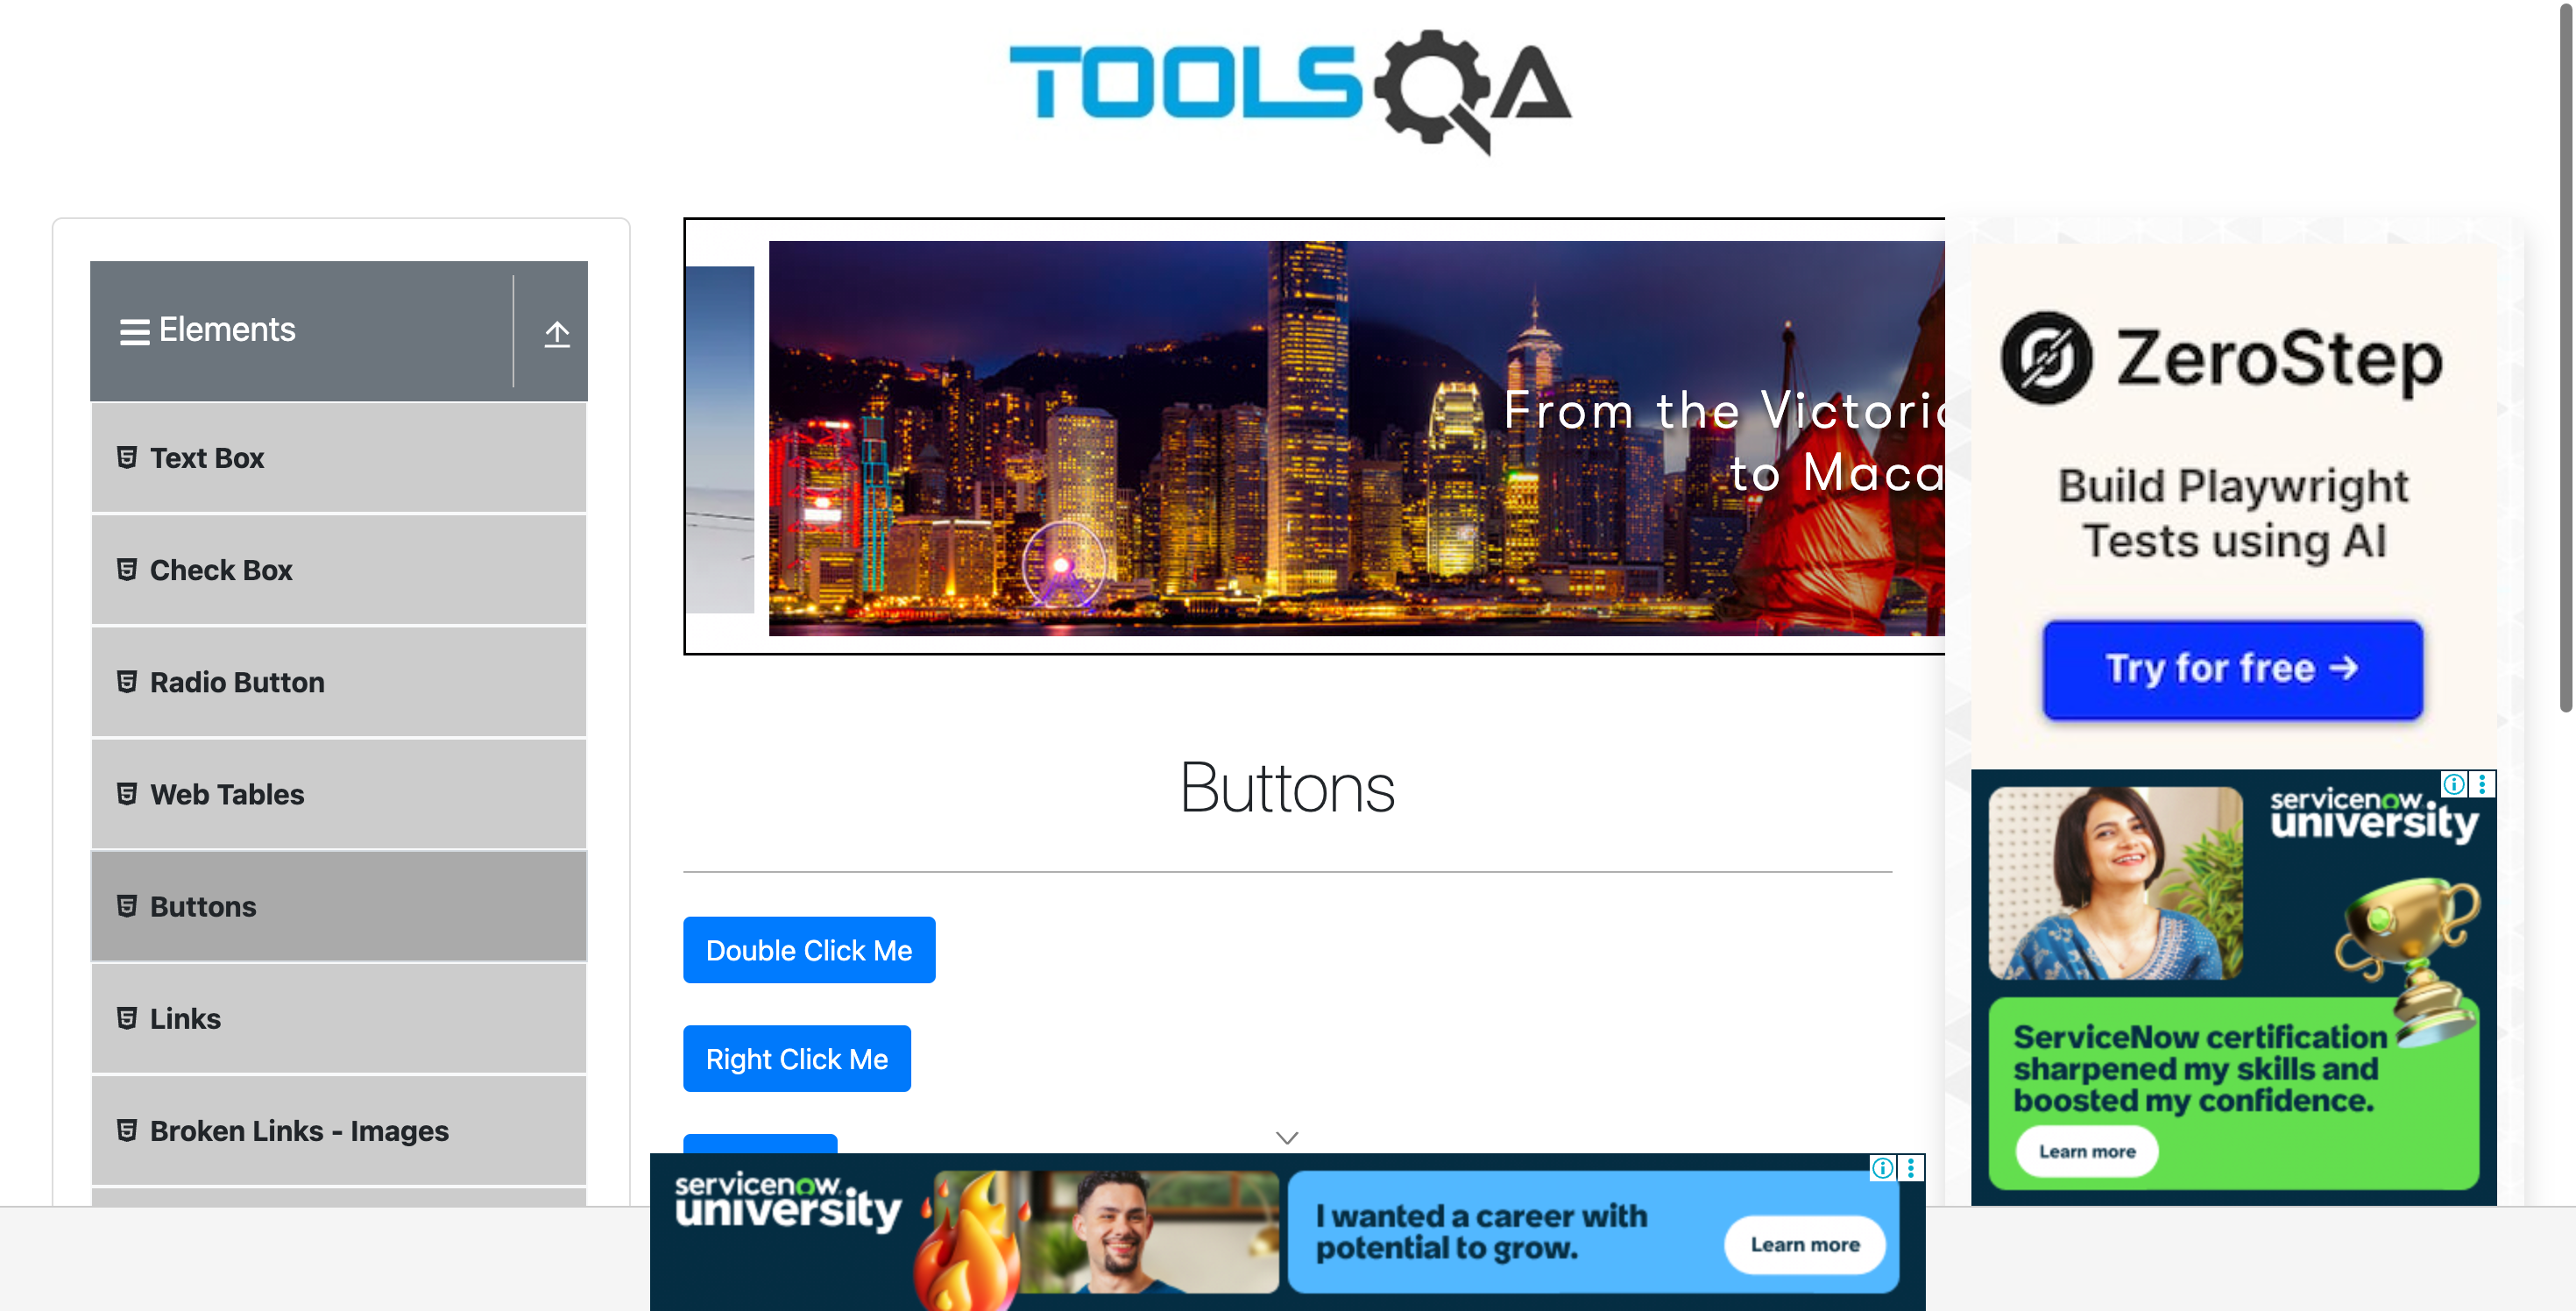 TOOLSQA
Elements
Text Box
Check Box
Radio Button
Web Tables
Buttons
Links
Broken Links - Images
From the
to
Buttons
Double Click Me
Right Click Me
ZeroStep
Build Playwright
Tests using AI
Try for free →
servicenow
university
ServiceNow certification
sharpened my skills and
boosted my confidence.
Learn more
servicenow
university
I wanted a career with
potential to grow.
Learn more